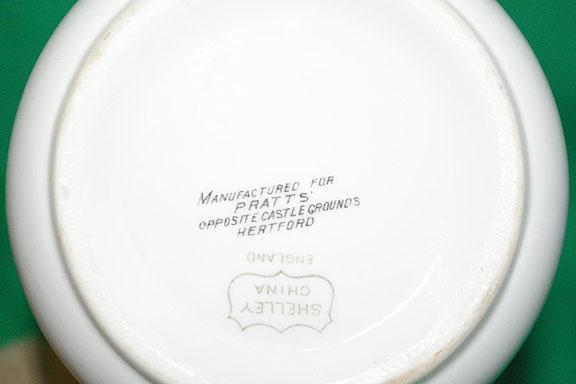 MANUFACTURED FOR
PRATTS'
OPPOSITE CASTLE GROUNDS
HERTFORD
SHELLEY
CHINA
ENGLAND